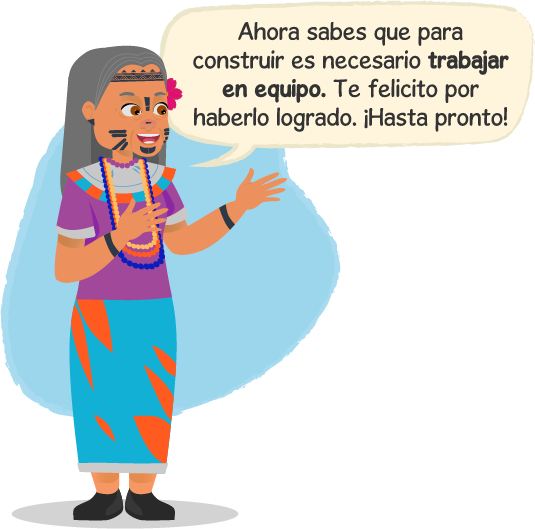 Ahora sabes que para
construir es necesario trabajar
en equipo. Te felicito por
haberlo logrado. ¡Hasta pronto!